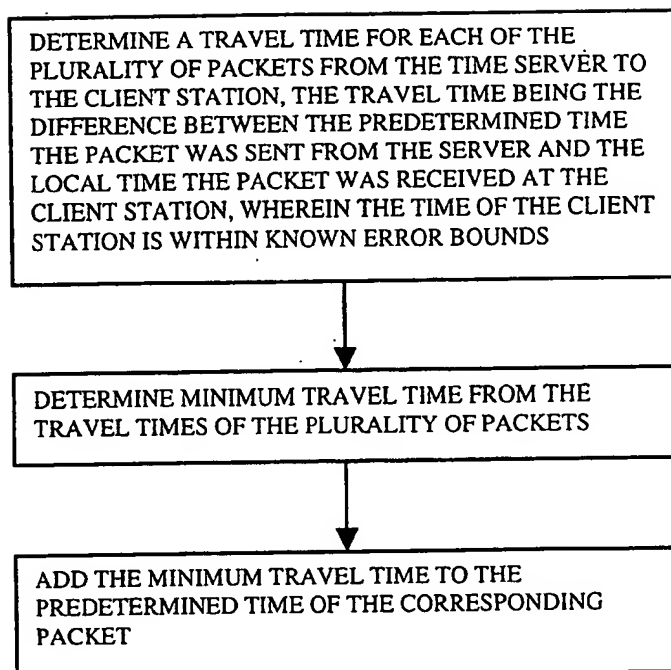 DETERMINE A TRAVEL TIME FOR EACH OF THE
PLURALITY OF PACKETS FROM THE TIME SERVER TO
THE CLIENT STATION, THE TRAVEL TIME BEING THE
DIFFERENCE BETWEEN THE PREDETERMINED TIME
THE PACKET WAS SENT FROM THE SERVER AND THE
LOCAL TIME THE PACKET WAS RECEIVED AT THE
CLIENT STATION, WHEREIN THE TIME OF THE CLIENT
STATION IS WITHIN KNOWN ERROR BOUNDS
DETERMINE MINIMUM TRAVEL TIME FROM THE
TRAVEL TIMES OF THE PLURALITY OF PACKETS
ADD THE MINIMUM TRAVEL TIME TO THE
PREDETERMINED TIME OF THE CORRESPONDING
PACKET